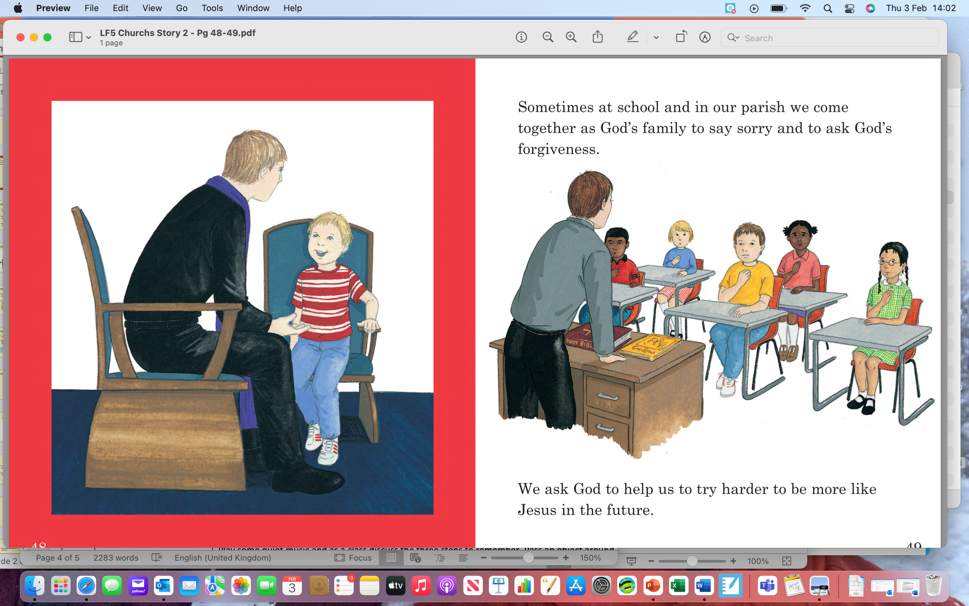 Preview File Edit View Go Tools Window Help Thu 3 Feb 14:02
LF5 Churchs Story 2 - Pg 48-49.pdf
1 page
Search
Sometimes at school and in our parish we come
together as God's family to say sorry and to ask God's
forgiveness.
We ask God to help us to try harder to be more like
Jesus in the future.
48
49
Page 4 of 5 2283 words English (United Kingdom) Focus 150%
100%
FEB
3
tv